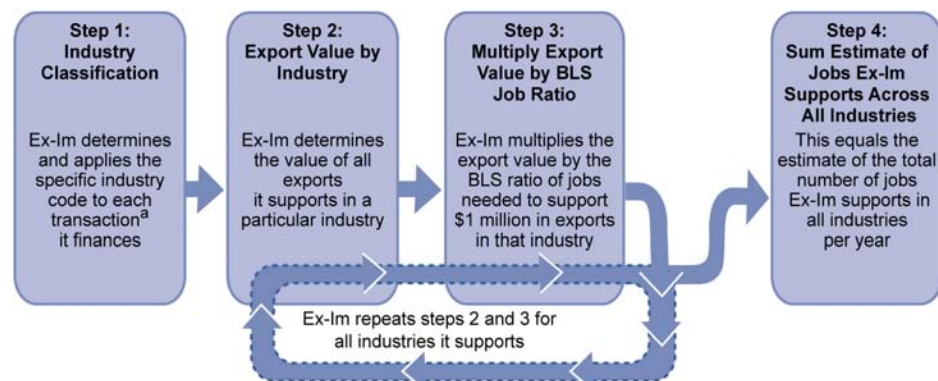 Step 1:
Industry
Classification
Ex-Im determines
and applies the
specific industry
code to each
transactionᵃ
it finances
Step 2:
Export Value by
Industry
Ex-Im determines
the value of all
exports
it supports in a
particular industry
Step 3:
Multiply Export
Value by BLS
Job Ratio
Ex-Im multiplies the
export value by the
BLS ratio of jobs
needed to support
$1 million in exports
in that industry
Step 4:
Sum Estimate of
Jobs Ex-Im
Supports Across
All Industries
This equals the
estimate of the total
number of jobs
Ex-Im supports in
all industries
per year
Ex-Im repeats steps 2 and 3 for
all industries it supports